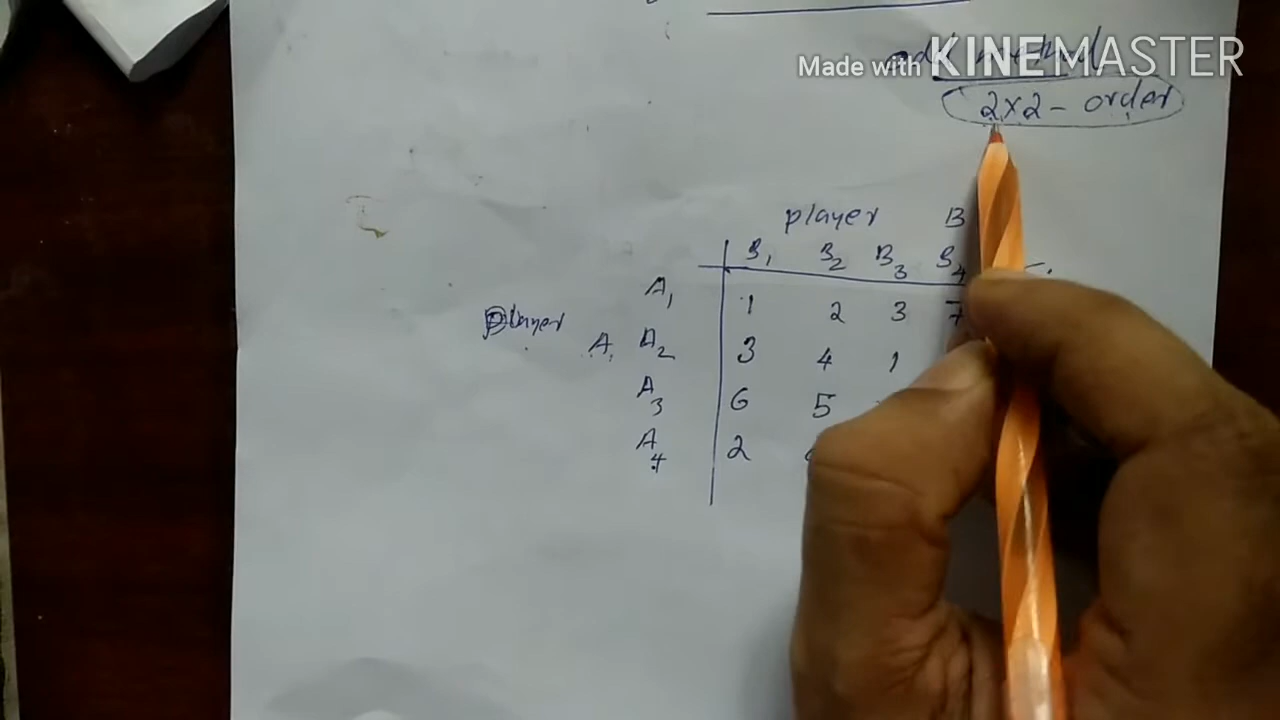 Made with KINEMASTER
2x2 - order
player B
B1 B2 B3 B4
A1 1 2 3 7
player A A2 3 4 1
A3 6 5
A4 2